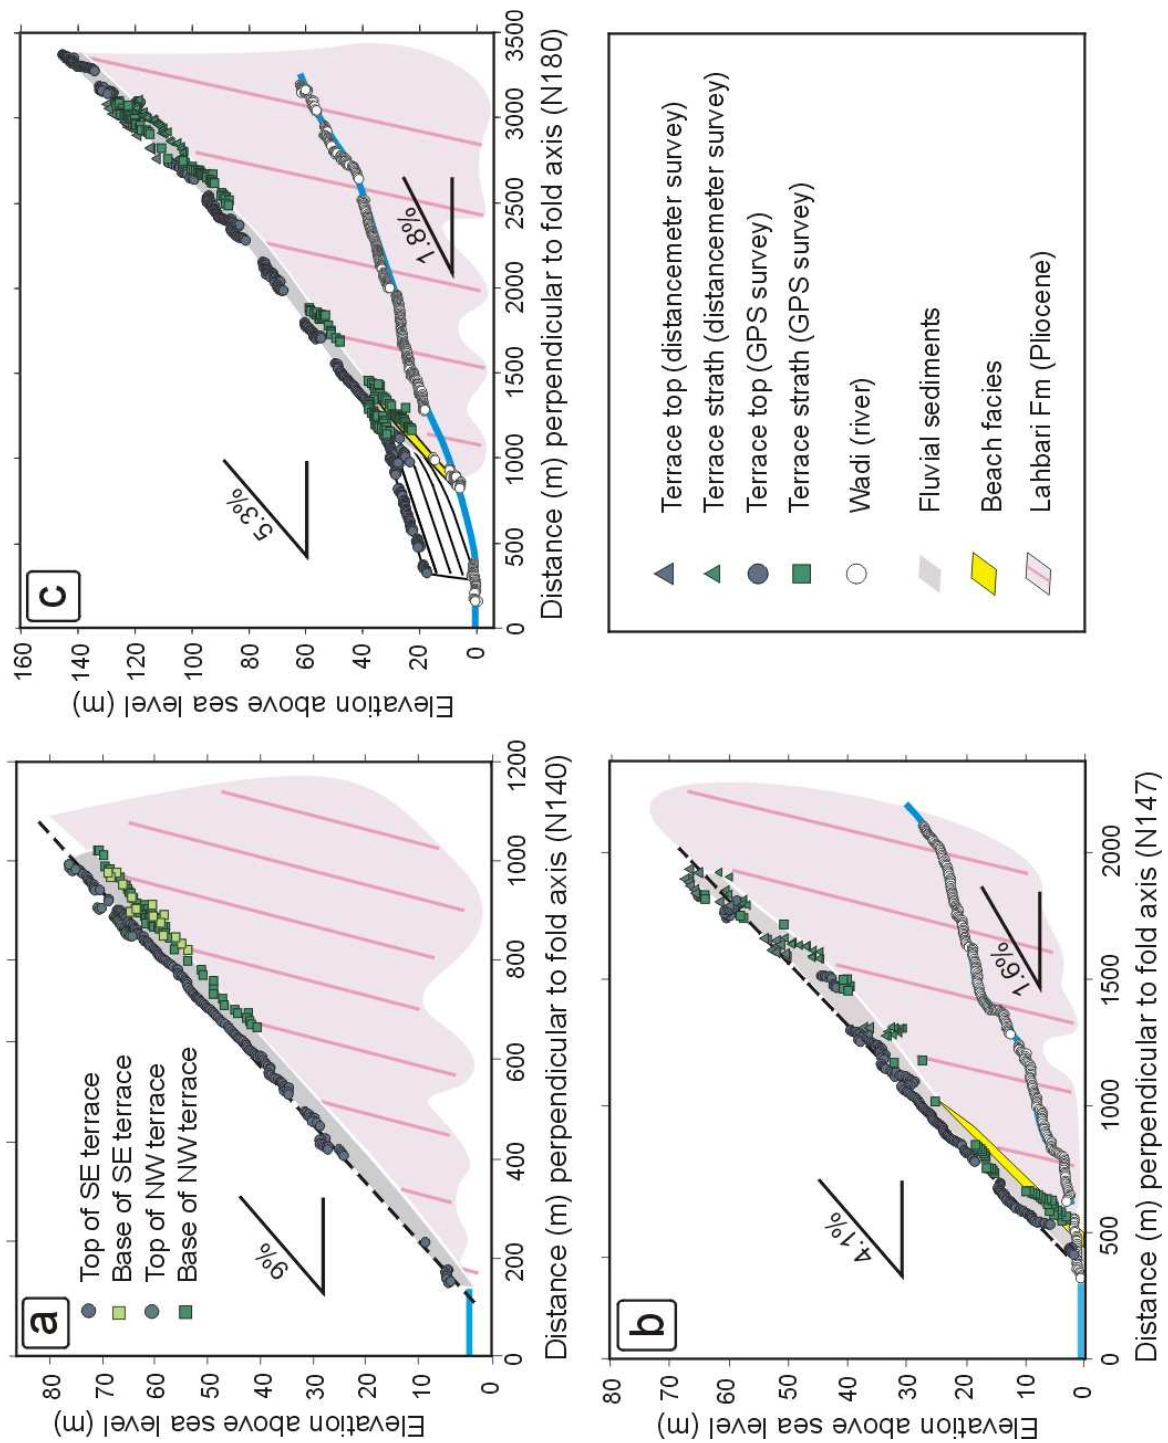 a
Top of SE terrace
Base of SE terrace
Top of NW terrace
Base of NW terrace
9%
80
70
60
50
40
30
20
10
0
Elevation above sea level (m)
0
200
400
600
800
1000
1200
Distance (m) perpendicular to fold axis (N140)
c
5.3%
1.8%
160
140
120
100
80
60
40
20
0
Elevation above sea level (m)
0
500
1000
1500
2000
2500
3000
3500
Distance (m) perpendicular to fold axis (N180)
b
4.1%
1.6%
80
70
60
50
40
30
20
10
0
Elevation above sea level (m)
0
500
1000
1500
2000
Distance (m) perpendicular to fold axis (N147)
Terrace top (distancemeter survey)
Terrace strath (distancemeter survey)
Terrace top (GPS survey)
Terrace strath (GPS survey)
Wadi (river)
Fluvial sediments
Beach facies
Lahbari Fm (Pliocene)